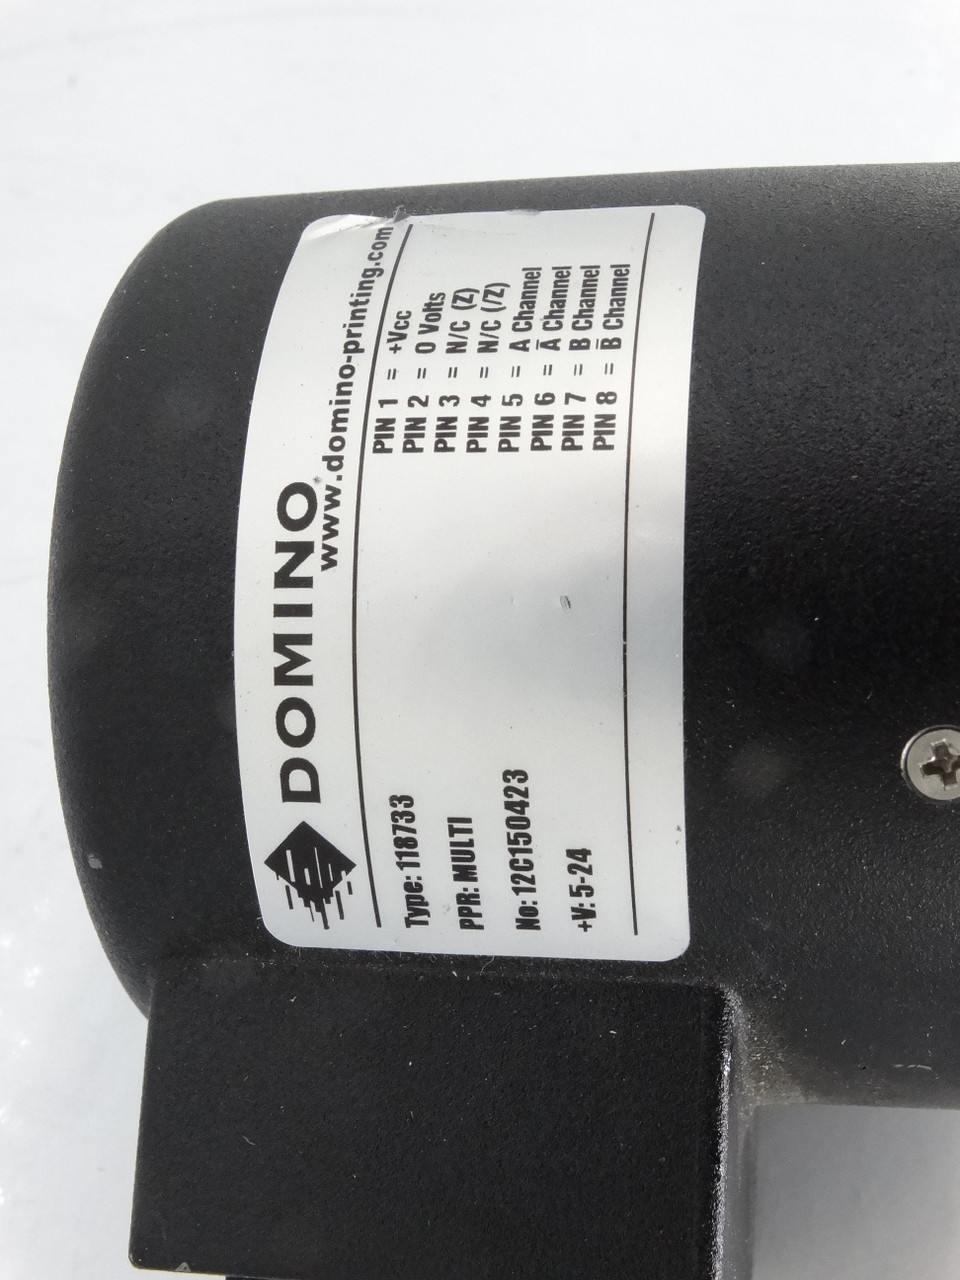 DOMINO
www.domino-printing.com
Type: 118733
PPR: MULTI
No: 12C150423
+V: 5-24
PIN 1 = +Vcc
PIN 2 = 0 Volts
PIN 3 = N/C (Z)
PIN 4 = N/C (/Z)
PIN 5 = A Channel
PIN 6 = Ā Channel
PIN 7 = B Channel
PIN 8 = B̄ Channel